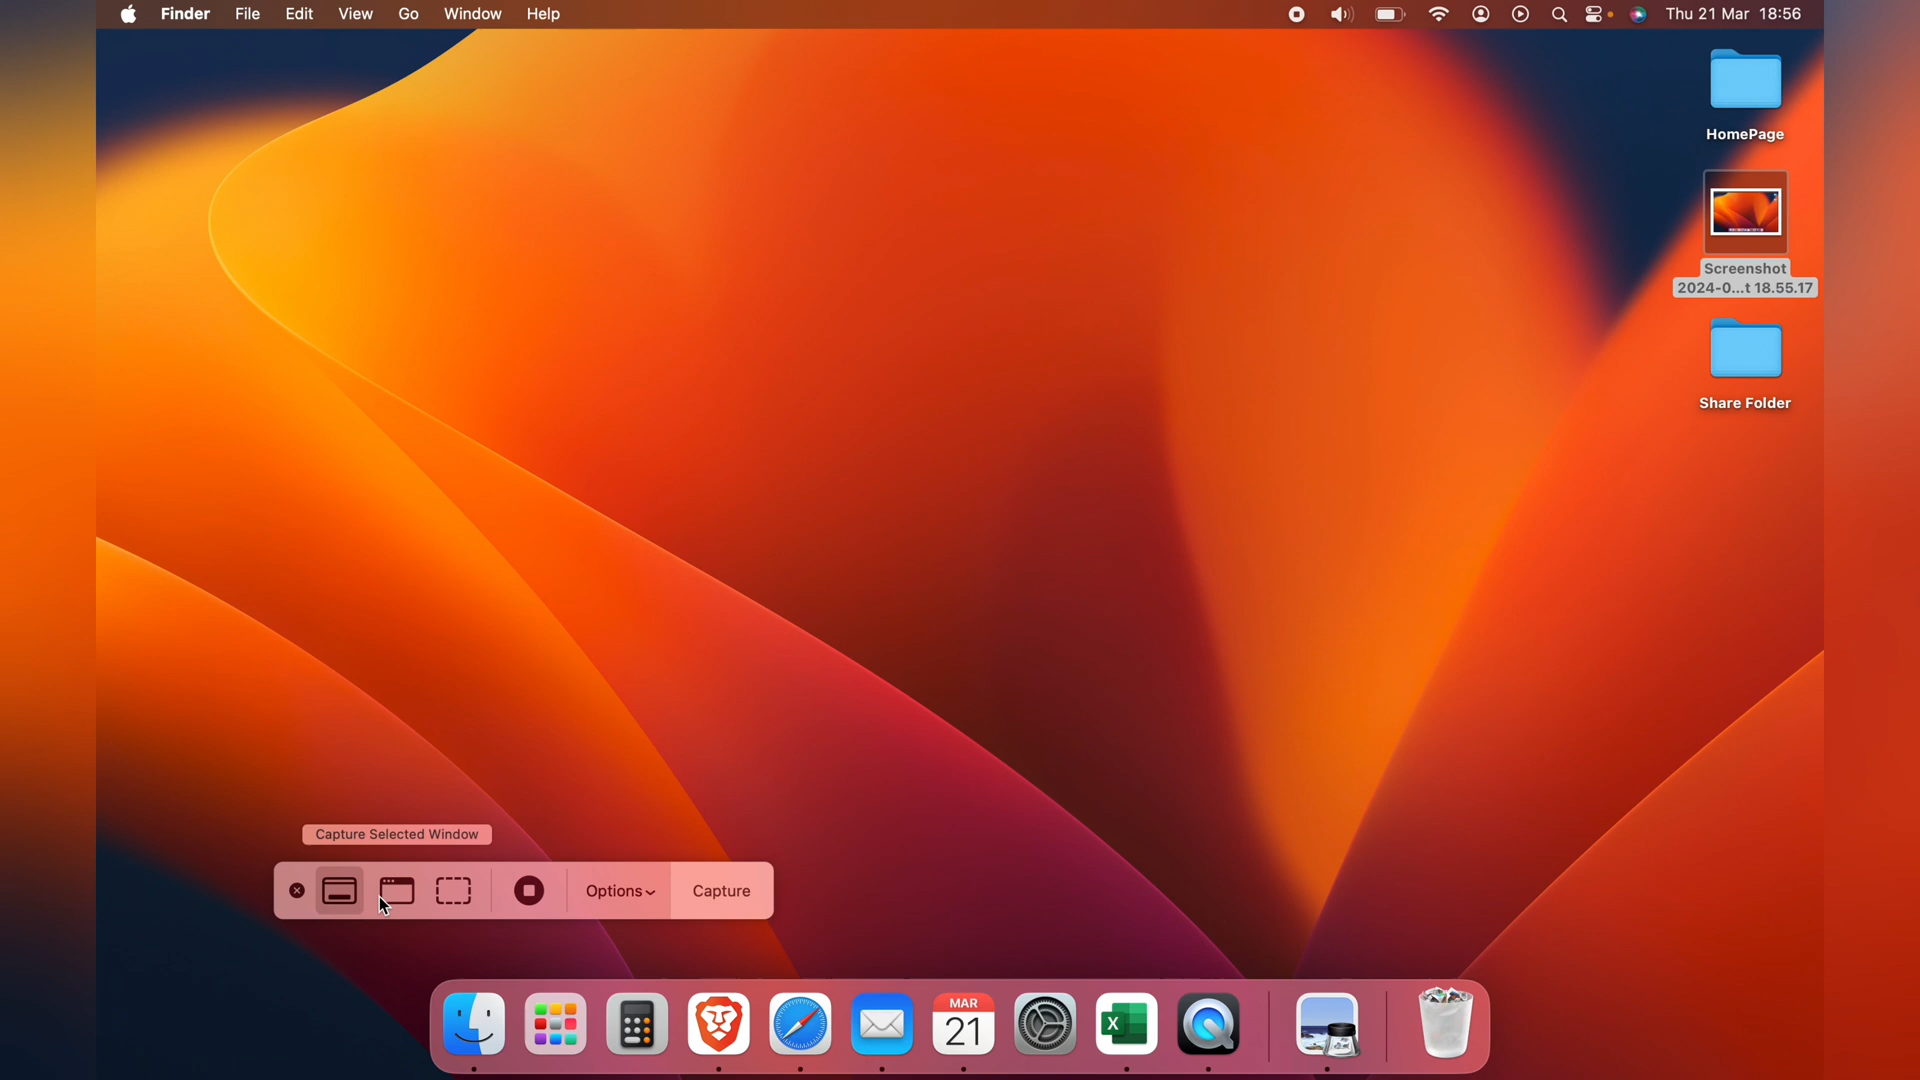 Finder File Edit View Go Window Help Thu 21 Mar 18:56
HomePage
Screenshot
2024-0...t 18.55.17
Share Folder
Capture Selected Window
Options Capture
MAR
21
X